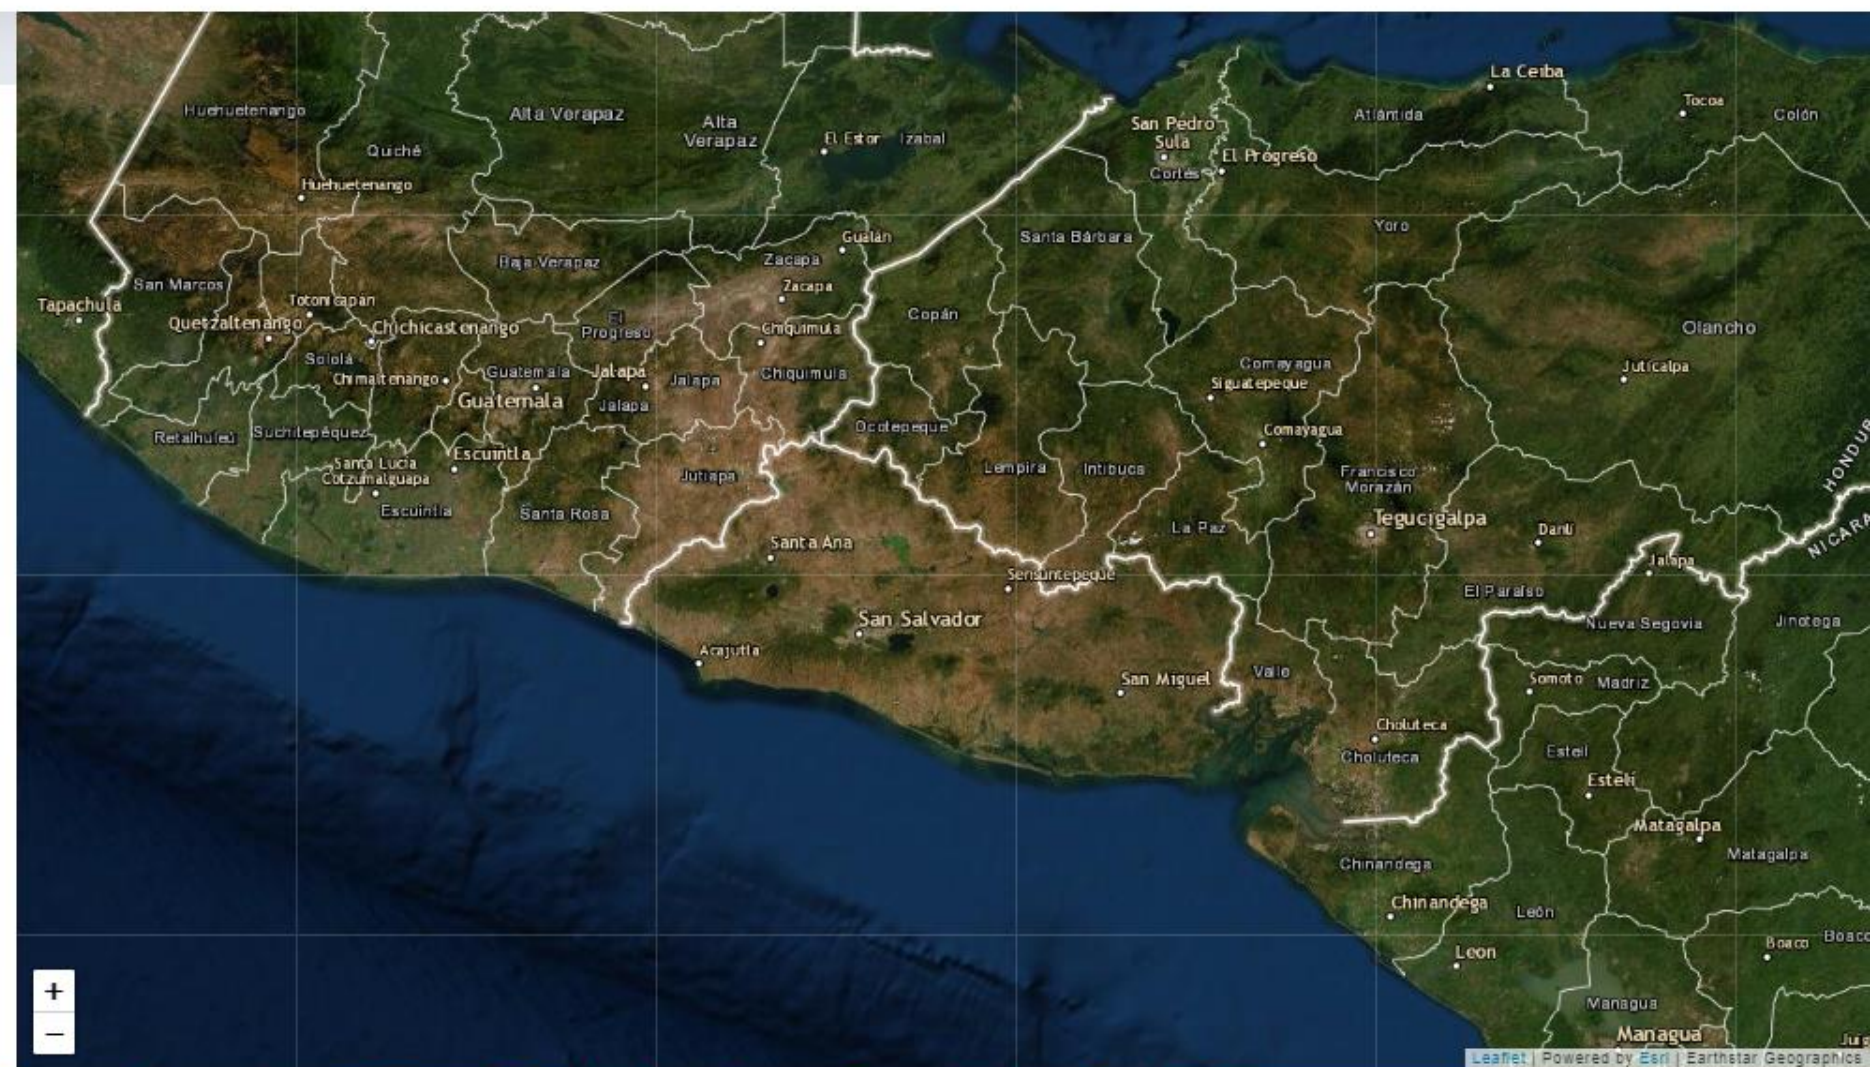 La Ceiba
Tocoa
Colón
Huehuetenango
Alta Verapaz
Alta
Verapaz
Atlántida
San Pedro
Sula
El Estor
Izabal
Quiché
El Progreso
Cortés
Huehuetenango
Yoro
Gualán
Santa Bárbara
Zacapa
Baja Verapaz
San Marcos
Zacapa
Tapachula
Totonicapán
Quetzaltenango
Chichicastenango
El
Progreso
Chiquimula
Copán
Olancho
Sololá
Guatemala
Jalapa
Jalapa
Chiquimula
Comayagua
Siguatepeque
Juticalpa
Chimaltenango
Guatemala
Jalapa
Retalhuleu
Suchitepéquez
Ocotepeque
Comayagua
Escuintla
Santa Lucía
Cotzumalguapa
Jutiapa
Lempira
Intibuca
Francisco
Morazán
HONDUR
Escuintla
Santa Rosa
La Paz
Tegucigalpa
Danlí
NICARA
Santa Ana
Sensuntepeque
Jalapa
El Paraíso
San Salvador
Nueva Segovia
Jinotega
Acajutla
San Miguel
Valle
Somoto
Madriz
Choluteca
Choluteca
Estelí
Estelí
Matagalpa
Matagalpa
Chinandega
Chinandega
León
Leon
Boaco
Boaco
Managua
Managua
Juig
+
−
Leaflet | Powered by Esri | Earthstar Geographics